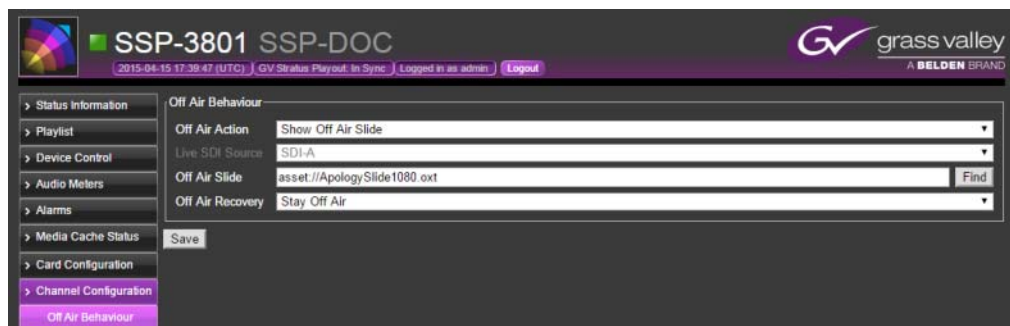 SSP-3801 SSP-DOC
2015-04-15 17:39:47 (UTC) GV Stratus Playout: In Sync Logged in as admin Logout
GV grass valley
A BELDEN BRAND
> Status Information
> Playlist
> Device Control
> Audio Meters
> Alarms
> Media Cache Status
> Card Configuration
> Channel Configuration
Off Air Behaviour
Off Air Behaviour
Off Air Action Show Off Air Slide
Live SDI Source SDI-A
Off Air Slide asset://ApologySlide1080.oxt Find
Off Air Recovery Stay Off Air
Save